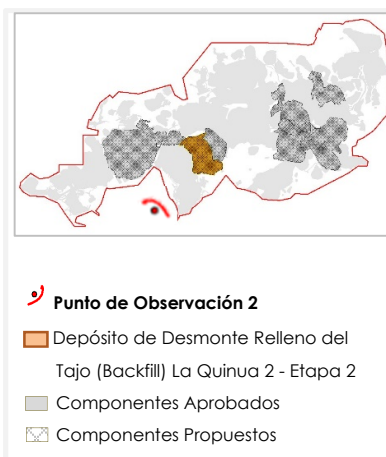 Punto de Observación 2
Depósito de Desmonte Relleno del
Tajo (Backfill) La Quinua 2 - Etapa 2
Componentes Aprobados
Componentes Propuestos